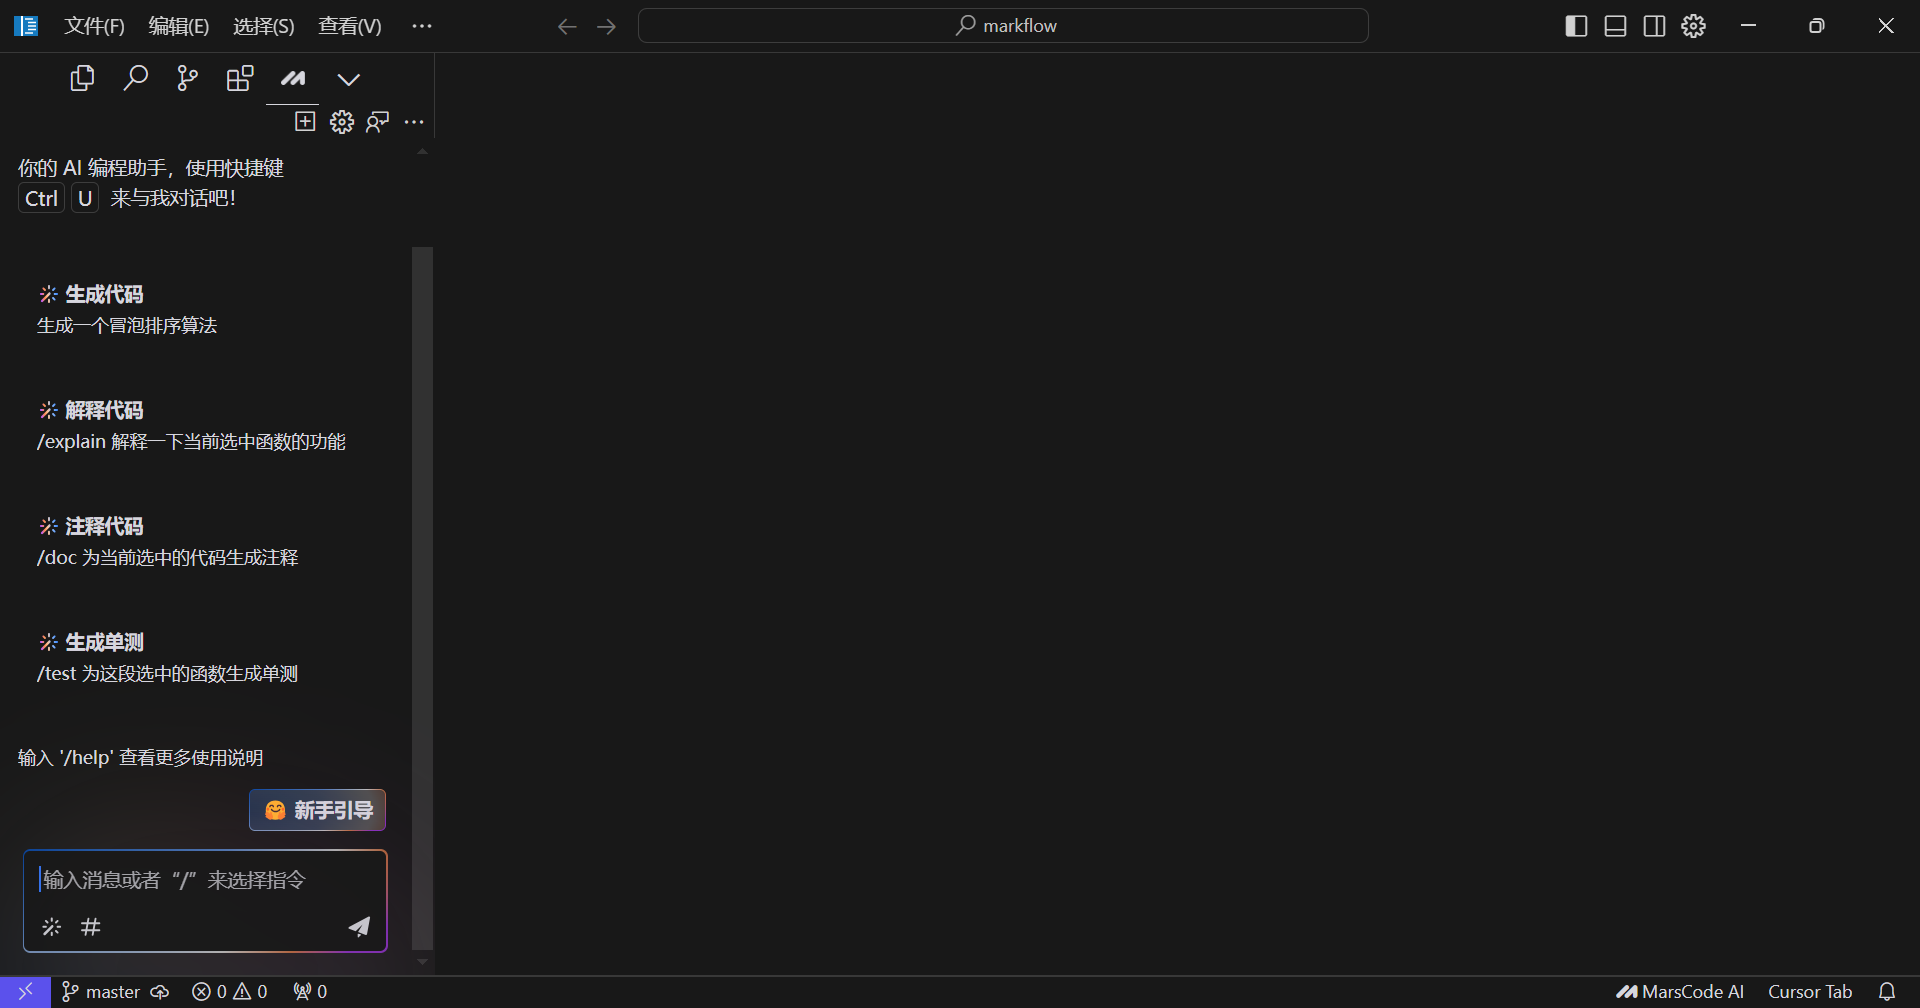 文件(F) 编辑(E) 选择(S) 查看(V) ··· markflow
你的 AI 编程助手，使用快捷键
Ctrl U 来与我对话吧！
生成代码
生成一个冒泡排序算法
解释代码
/explain 解释一下当前选中函数的功能
注释代码
/doc 为当前选中的代码生成注释
生成单测
/test 为这段选中的函数生成单测
输入 '/help' 查看更多使用说明
🤗 新手引导
输入消息或者“/”来选择指令
master 0 0 0 MarsCode AI Cursor Tab